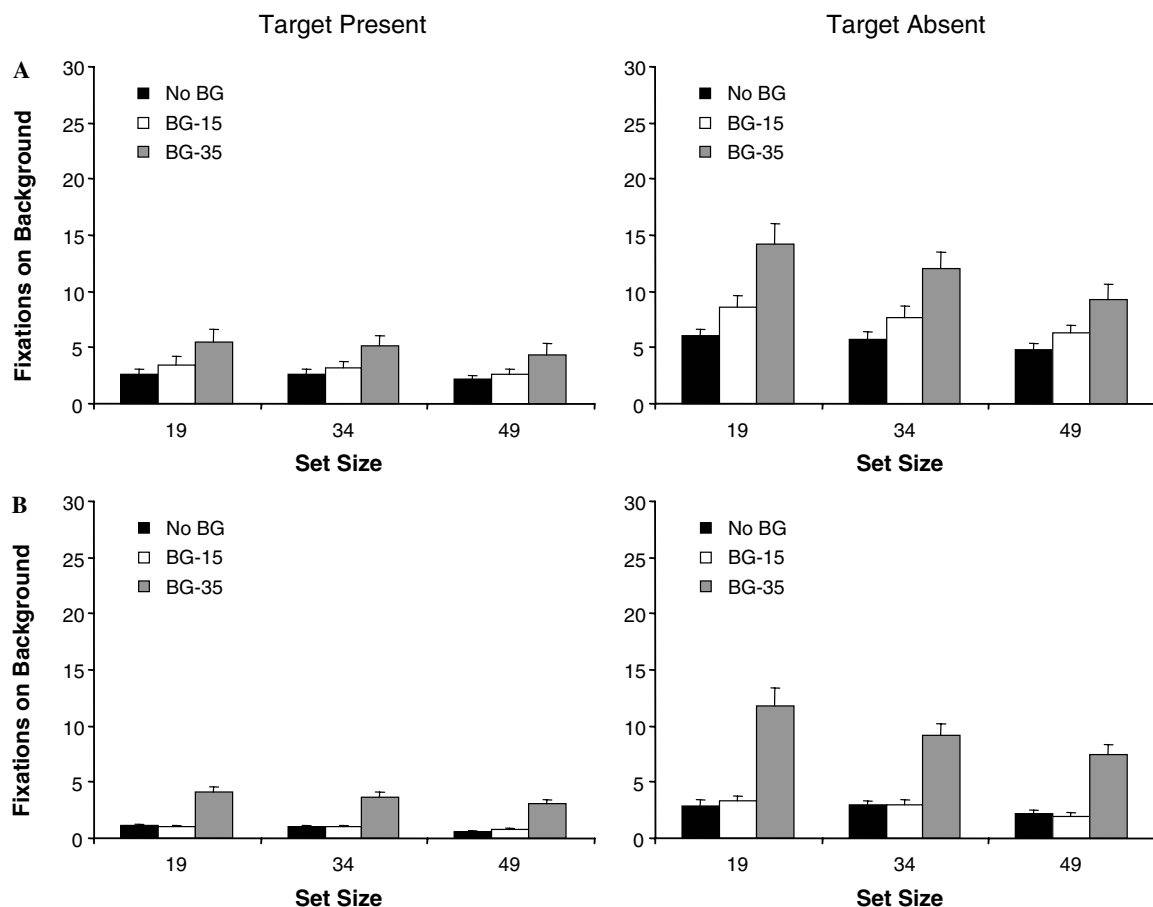 Target Present
Target Absent
A
Fixations on Background
30
25
20
15
10
5
0
No BG
BG-15
BG-35
19
34
49
Set Size
30
25
20
15
10
5
0
No BG
BG-15
BG-35
19
34
49
Set Size
B
Fixations on Background
30
25
20
15
10
5
0
No BG
BG-15
BG-35
19
34
49
Set Size
30
25
20
15
10
5
0
No BG
BG-15
BG-35
19
34
49
Set Size